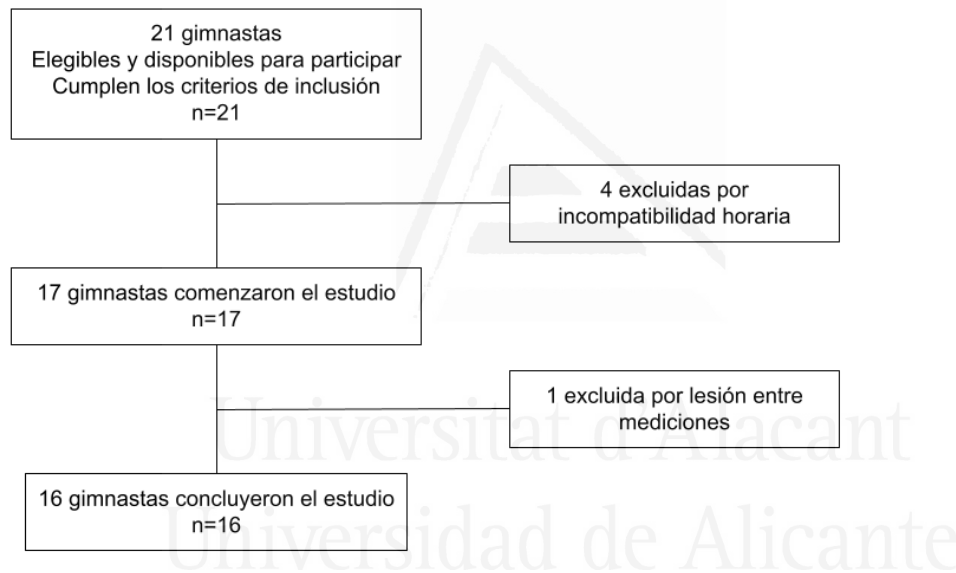 21 gimnastas
Elegibles y disponibles para participar
Cumplen los criterios de inclusión
n=21
4 excluidas por
incompatibilidad horaria
17 gimnastas comenzaron el estudio
n=17
1 excluida por lesión entre
mediciones
16 gimnastas concluyeron el estudio
n=16
Universitat d'Alacant
Universidad de Alicante